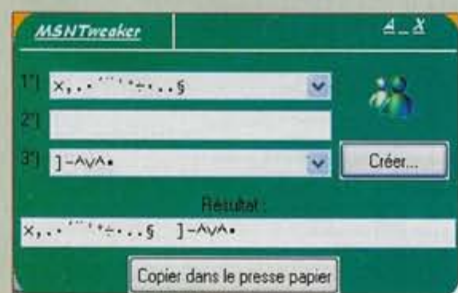 MSNTweaker A _ X
1°] ×,.·´¨`'·÷·..§
2°]
3°] ]-^v^•
Créer...
Résultat :
×,.·´¨`'·÷·..§ ]-^v^•
Copier dans le presse papier